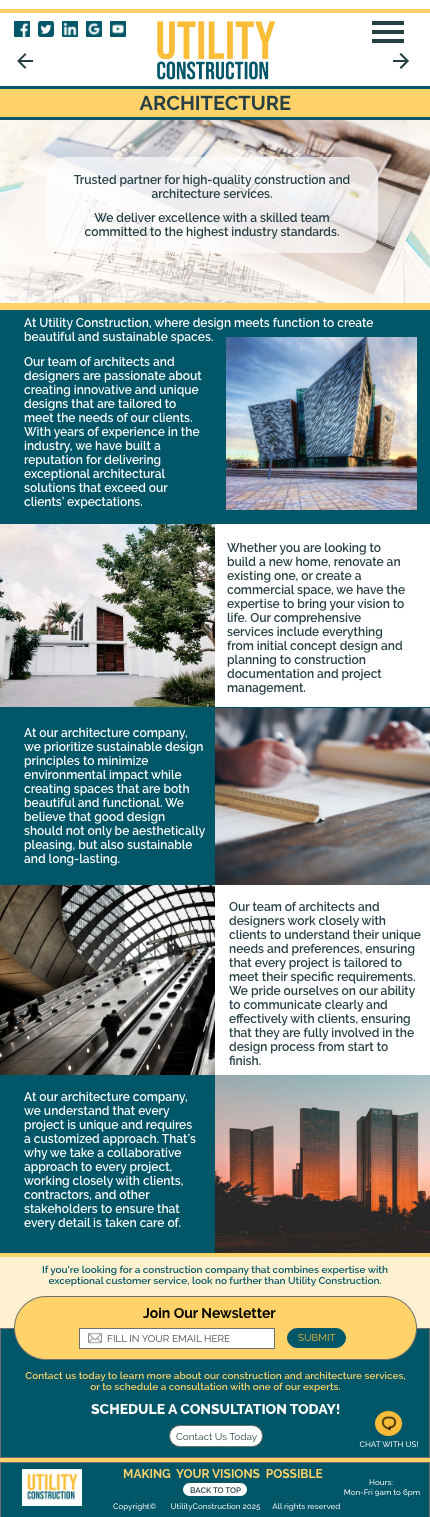 UTILITY
CONSTRUCTION
ARCHITECTURE
Trusted partner for high-quality construction and
architecture services.
We deliver excellence with a skilled team
committed to the highest industry standards.
At Utility Construction, where design meets function to create
beautiful and sustainable spaces.
Our team of architects and
designers are passionate about
creating innovative and unique
designs that are tailored to
meet the needs of our clients.
With years of experience in the
industry, we have built a
reputation for delivering
exceptional architectural
solutions that exceed our
clients' expectations.
Whether you are looking to
build a new home, renovate an
existing one, or create a
commercial space, we have the
expertise to bring your vision to
life. Our comprehensive
services include everything
from initial concept design and
planning to construction
documentation and project
management.
At our architecture company,
we prioritize sustainable design
principles to minimize
environmental impact while
creating spaces that are both
beautiful and functional. We
believe that good design
should not only be aesthetically
pleasing, but also sustainable
and long-lasting.
Our team of architects and
designers work closely with
clients to understand their unique
needs and preferences, ensuring
that every project is tailored to
meet their specific requirements.
We pride ourselves on our ability
to communicate clearly and
effectively with clients, ensuring
that they are fully involved in the
design process from start to
finish.
At our architecture company,
we understand that every
project is unique and requires
a customized approach. That's
why we take a collaborative
approach to every project,
working closely with clients,
contractors, and other
stakeholders to ensure that
every detail is taken care of.
If you're looking for a construction company that combines expertise with
exceptional customer service, look no further than Utility Construction.
Join Our Newsletter
FILL IN YOUR EMAIL HERE
SUBMIT
Contact us today to learn more about our construction and architecture services,
or to schedule a consultation with one of our experts.
SCHEDULE A CONSULTATION TODAY!
Contact Us Today
CHAT WITH US!
UTILITY
CONSTRUCTION
MAKING YOUR VISIONS POSSIBLE
BACK TO TOP
Hours:
Mon-Fri 9am to 6pm
Copyright© UtilityConstruction 2025 All rights reserved